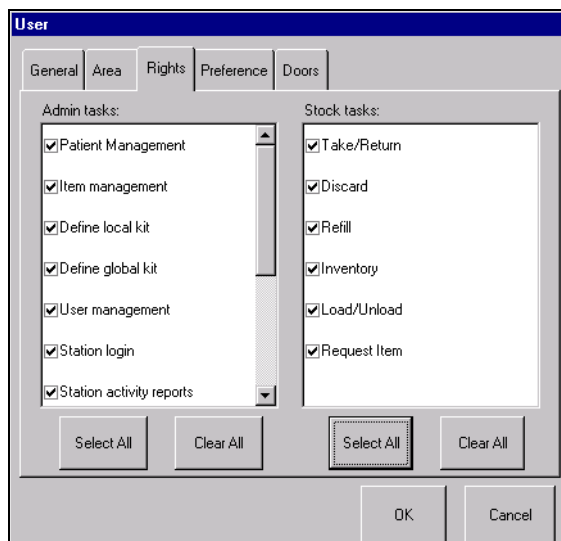 User
General Area Rights Preference Doors
Admin tasks:
Patient Management
Item management
Define local kit
Define global kit
User management
Station login
Station activity reports
Select All Clear All
Stock tasks:
Take/Return
Discard
Refill
Inventory
Load/Unload
Request Item
Select All Clear All
OK Cancel